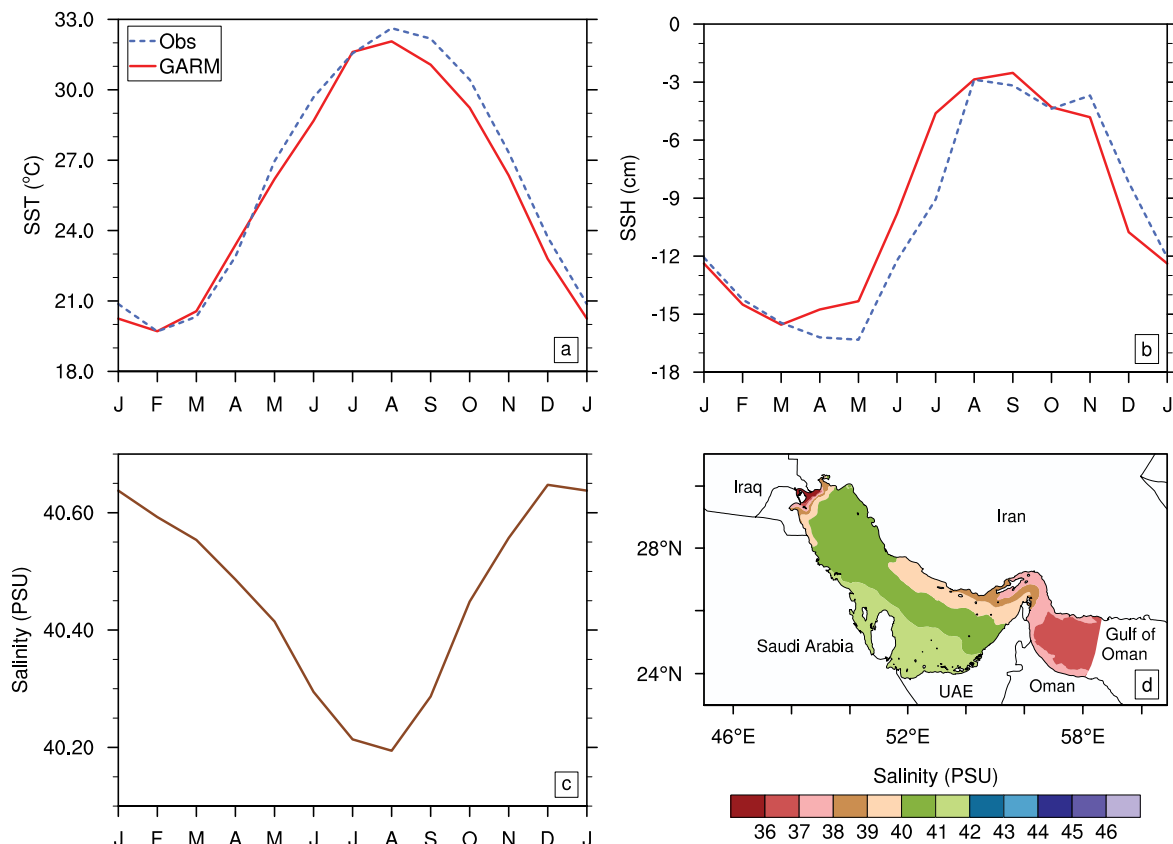 33.0
30.0
27.0
24.0
21.0
18.0
SST (°C)
Obs
GARM
a
J F M A M J J A S O N D J
0
-3
-6
-9
-12
-15
-18
SSH (cm)
b
J F M A M J J A S O N D J
40.60
40.40
40.20
Salinity (PSU)
c
J F M A M J J A S O N D J
28°N
24°N
Iraq
Iran
Saudi Arabia
UAE
Oman
Gulf of
Oman
d
46°E 52°E 58°E
Salinity (PSU)
36 37 38 39 40 41 42 43 44 45 46